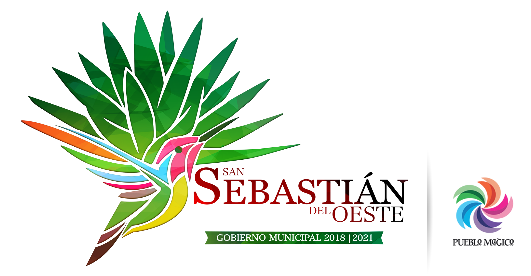 SAN
SEBASTIÁN
DEL OESTE
GOBIERNO MUNICIPAL 2018 | 2021
PUEBLO MÁGICO